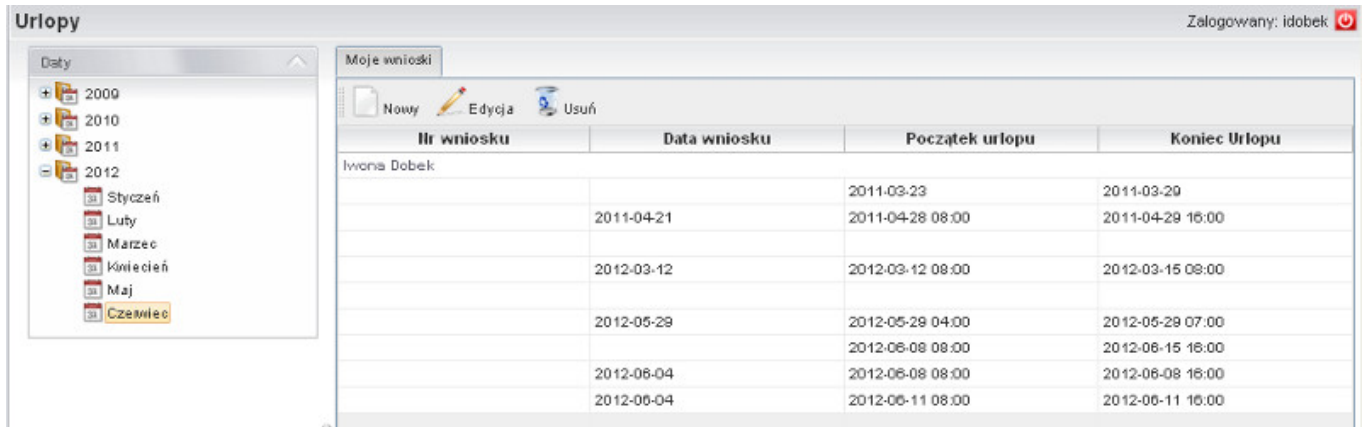 Urlopy
Zalogowany: idobek
Daty
2009
2010
2011
2012
Styczeń
Luty
Marzec
Kwiecień
Maj
Czerwiec
Moje wnioski
Nowy Edycja Usuń
Nr wniosku Data wniosku Początek urlopu Koniec Urlopu
Iwona Dobek
2011-03-23 2011-03-29
2011-04-21 2011-04-28 08:00 2011-04-29 16:00
2012-03-12 2012-03-12 08:00 2012-03-15 08:00
2012-05-29 2012-05-29 04:00 2012-05-29 07:00
2012-06-08 08:00 2012-06-15 16:00
2012-06-04 2012-06-08 08:00 2012-06-08 16:00
2012-06-04 2012-06-11 08:00 2012-06-11 16:00